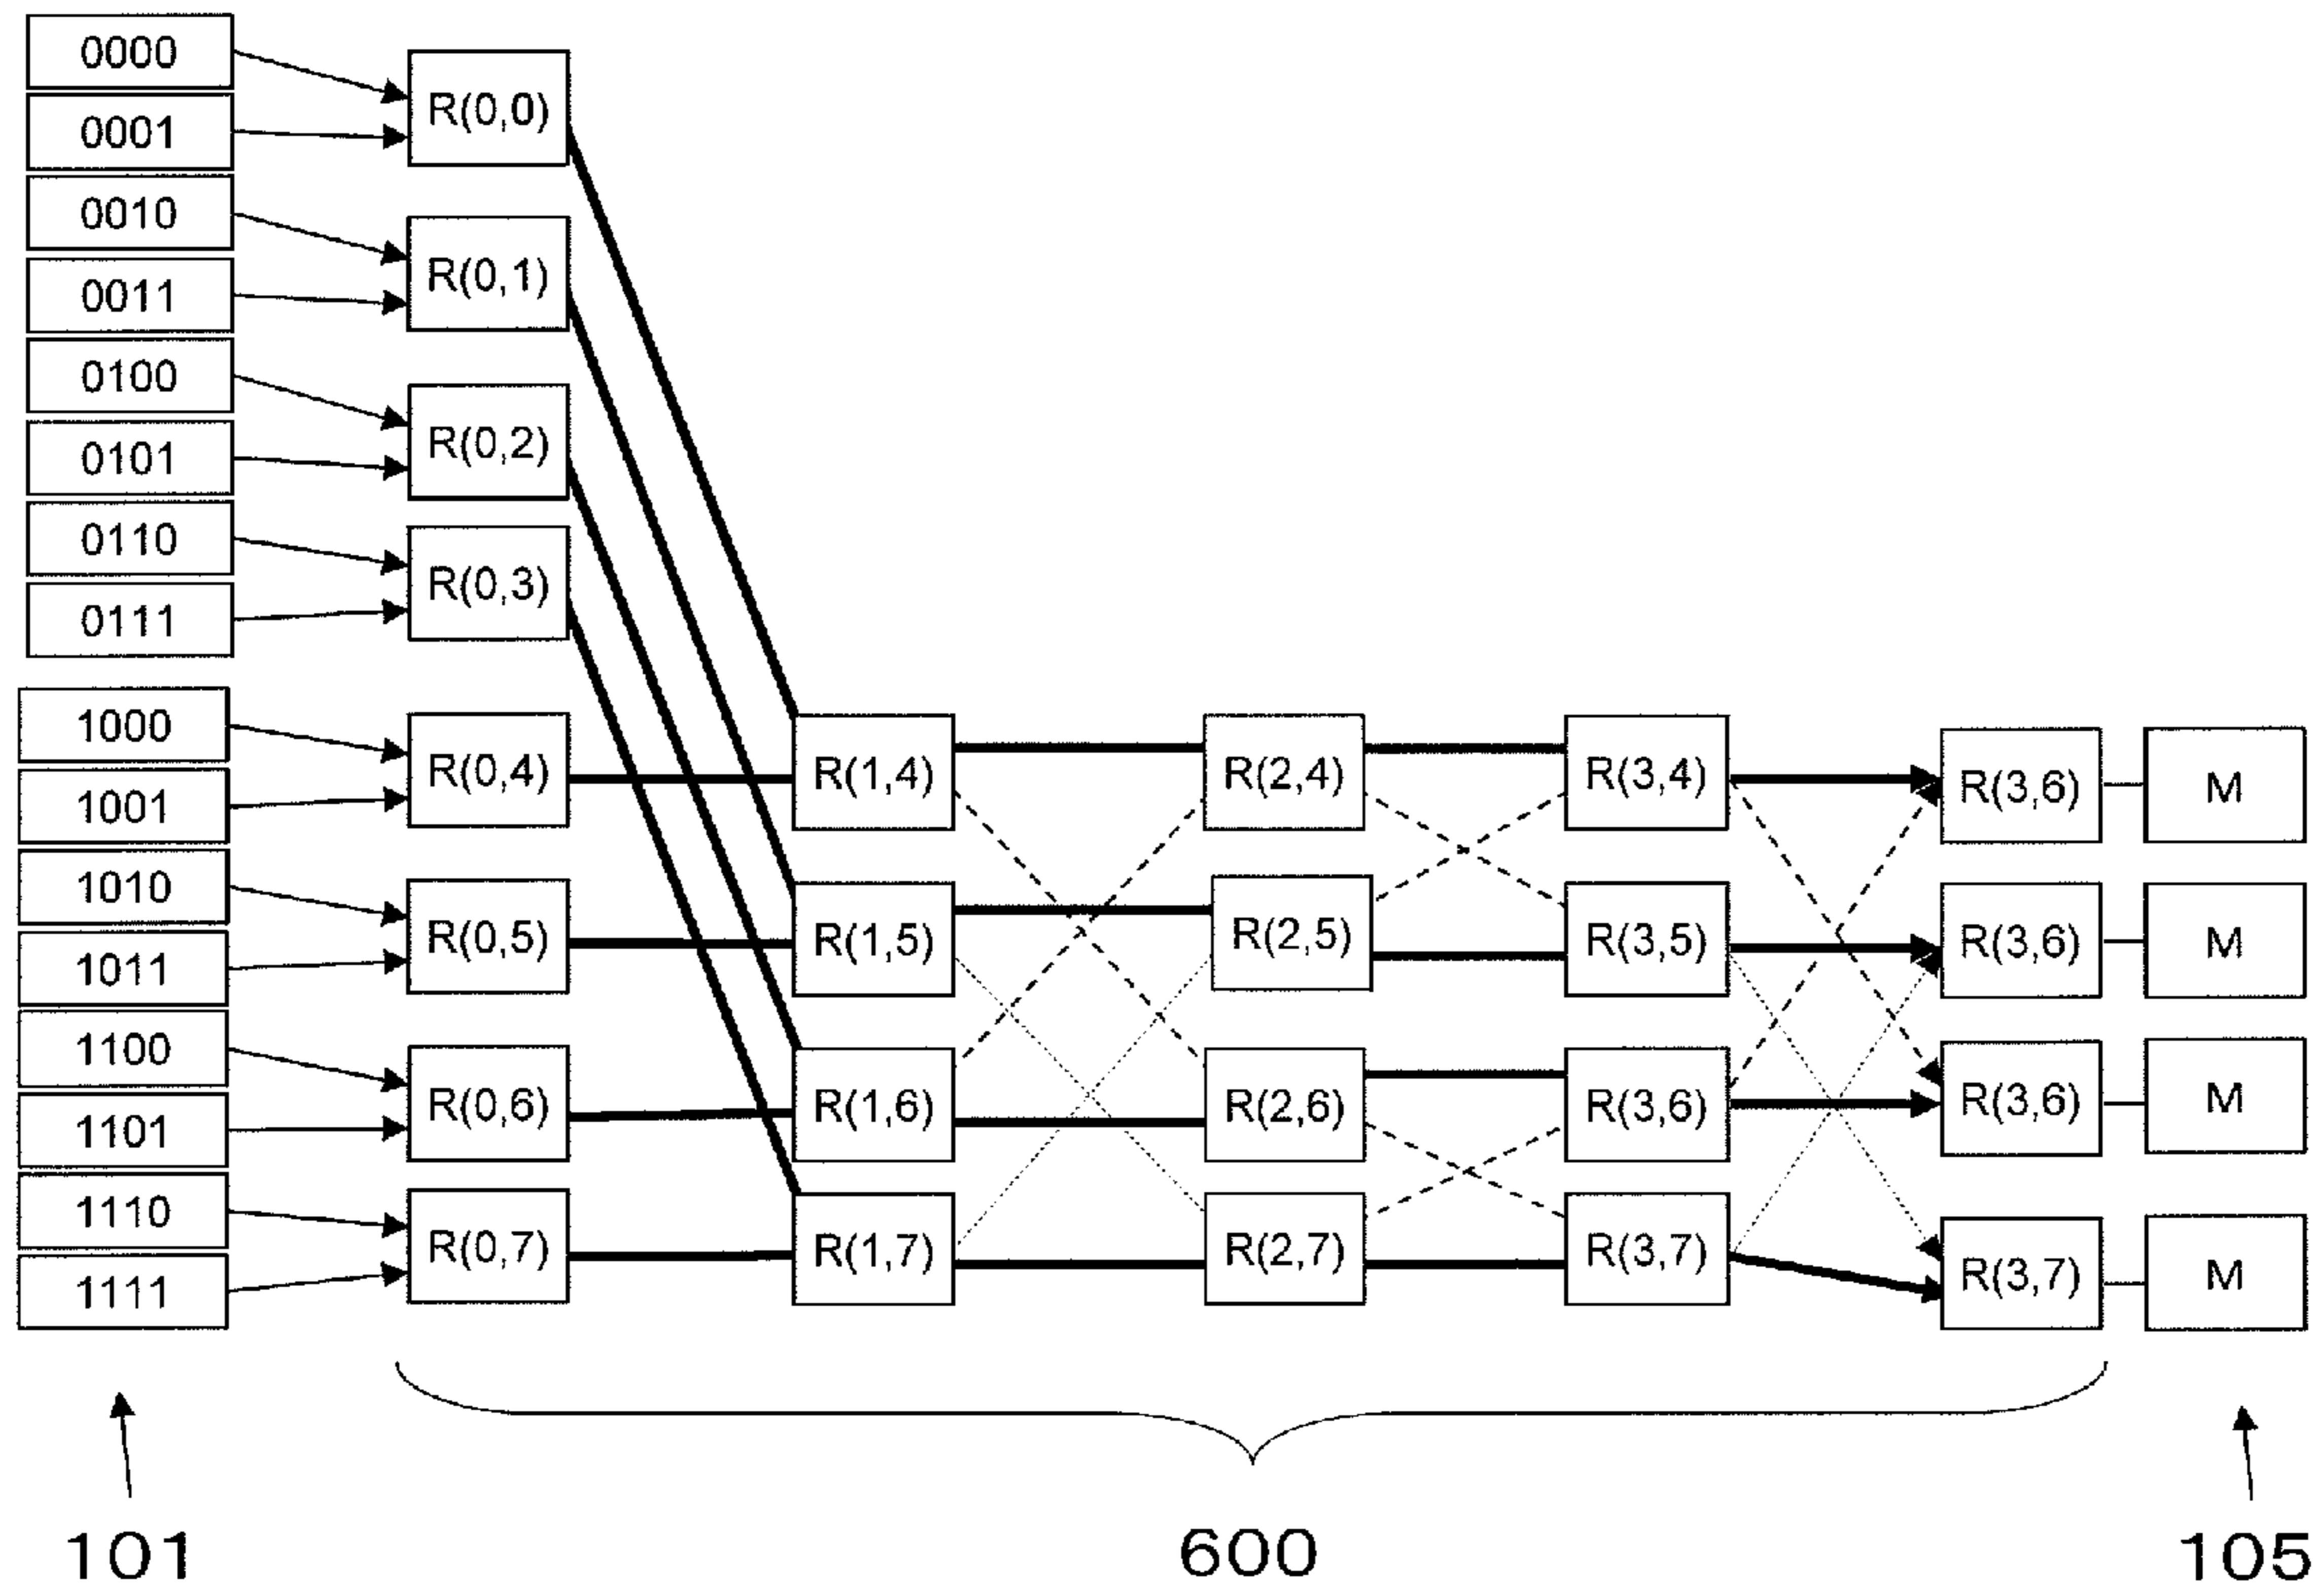 0000
0001
0010
0011
0100
0101
0110
0111
1000
1001
1010
1011
1100
1101
1110
1111
R(0,0)
R(0,1)
R(0,2)
R(0,3)
R(0,4)
R(0,5)
R(0,6)
R(0,7)
R(1,4)
R(1,5)
R(1,6)
R(1,7)
R(2,4)
R(2,5)
R(2,6)
R(2,7)
R(3,4)
R(3,5)
R(3,6)
R(3,7)
R(3,6)
R(3,6)
R(3,6)
R(3,7)
M
M
M
M
101
600
105